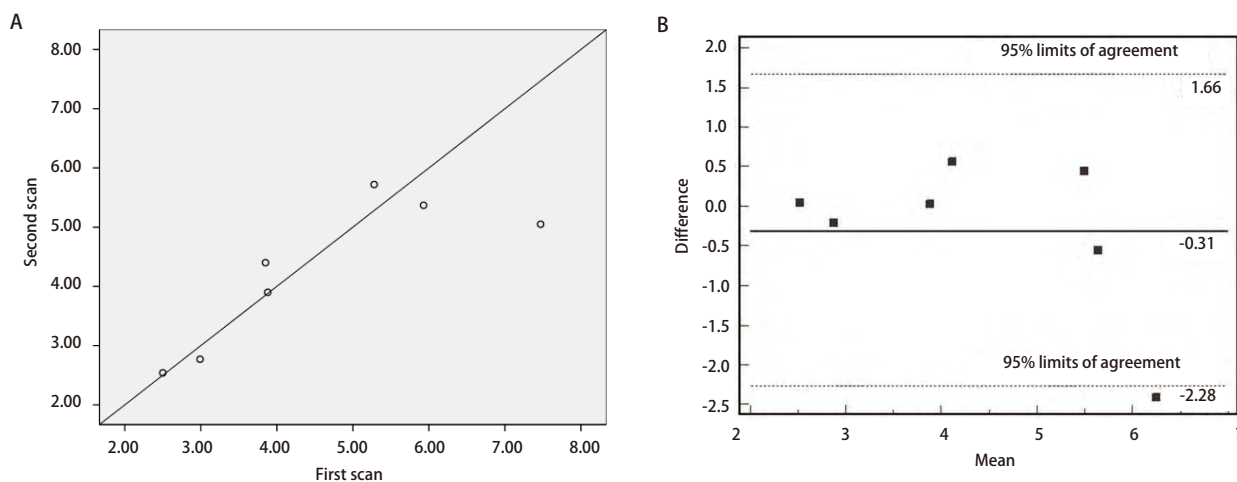 A
8.00
7.00
6.00
5.00
4.00
3.00
2.00
Second scan
2.00 3.00 4.00 5.00 6.00 7.00 8.00
First scan
B
2.0
1.5
1.0
0.5
0.0
-0.5
-1.0
-1.5
-2.0
-2.5
Difference
95% limits of agreement
1.66
-0.31
95% limits of agreement
-2.28
2 3 4 5 6 7
Mean